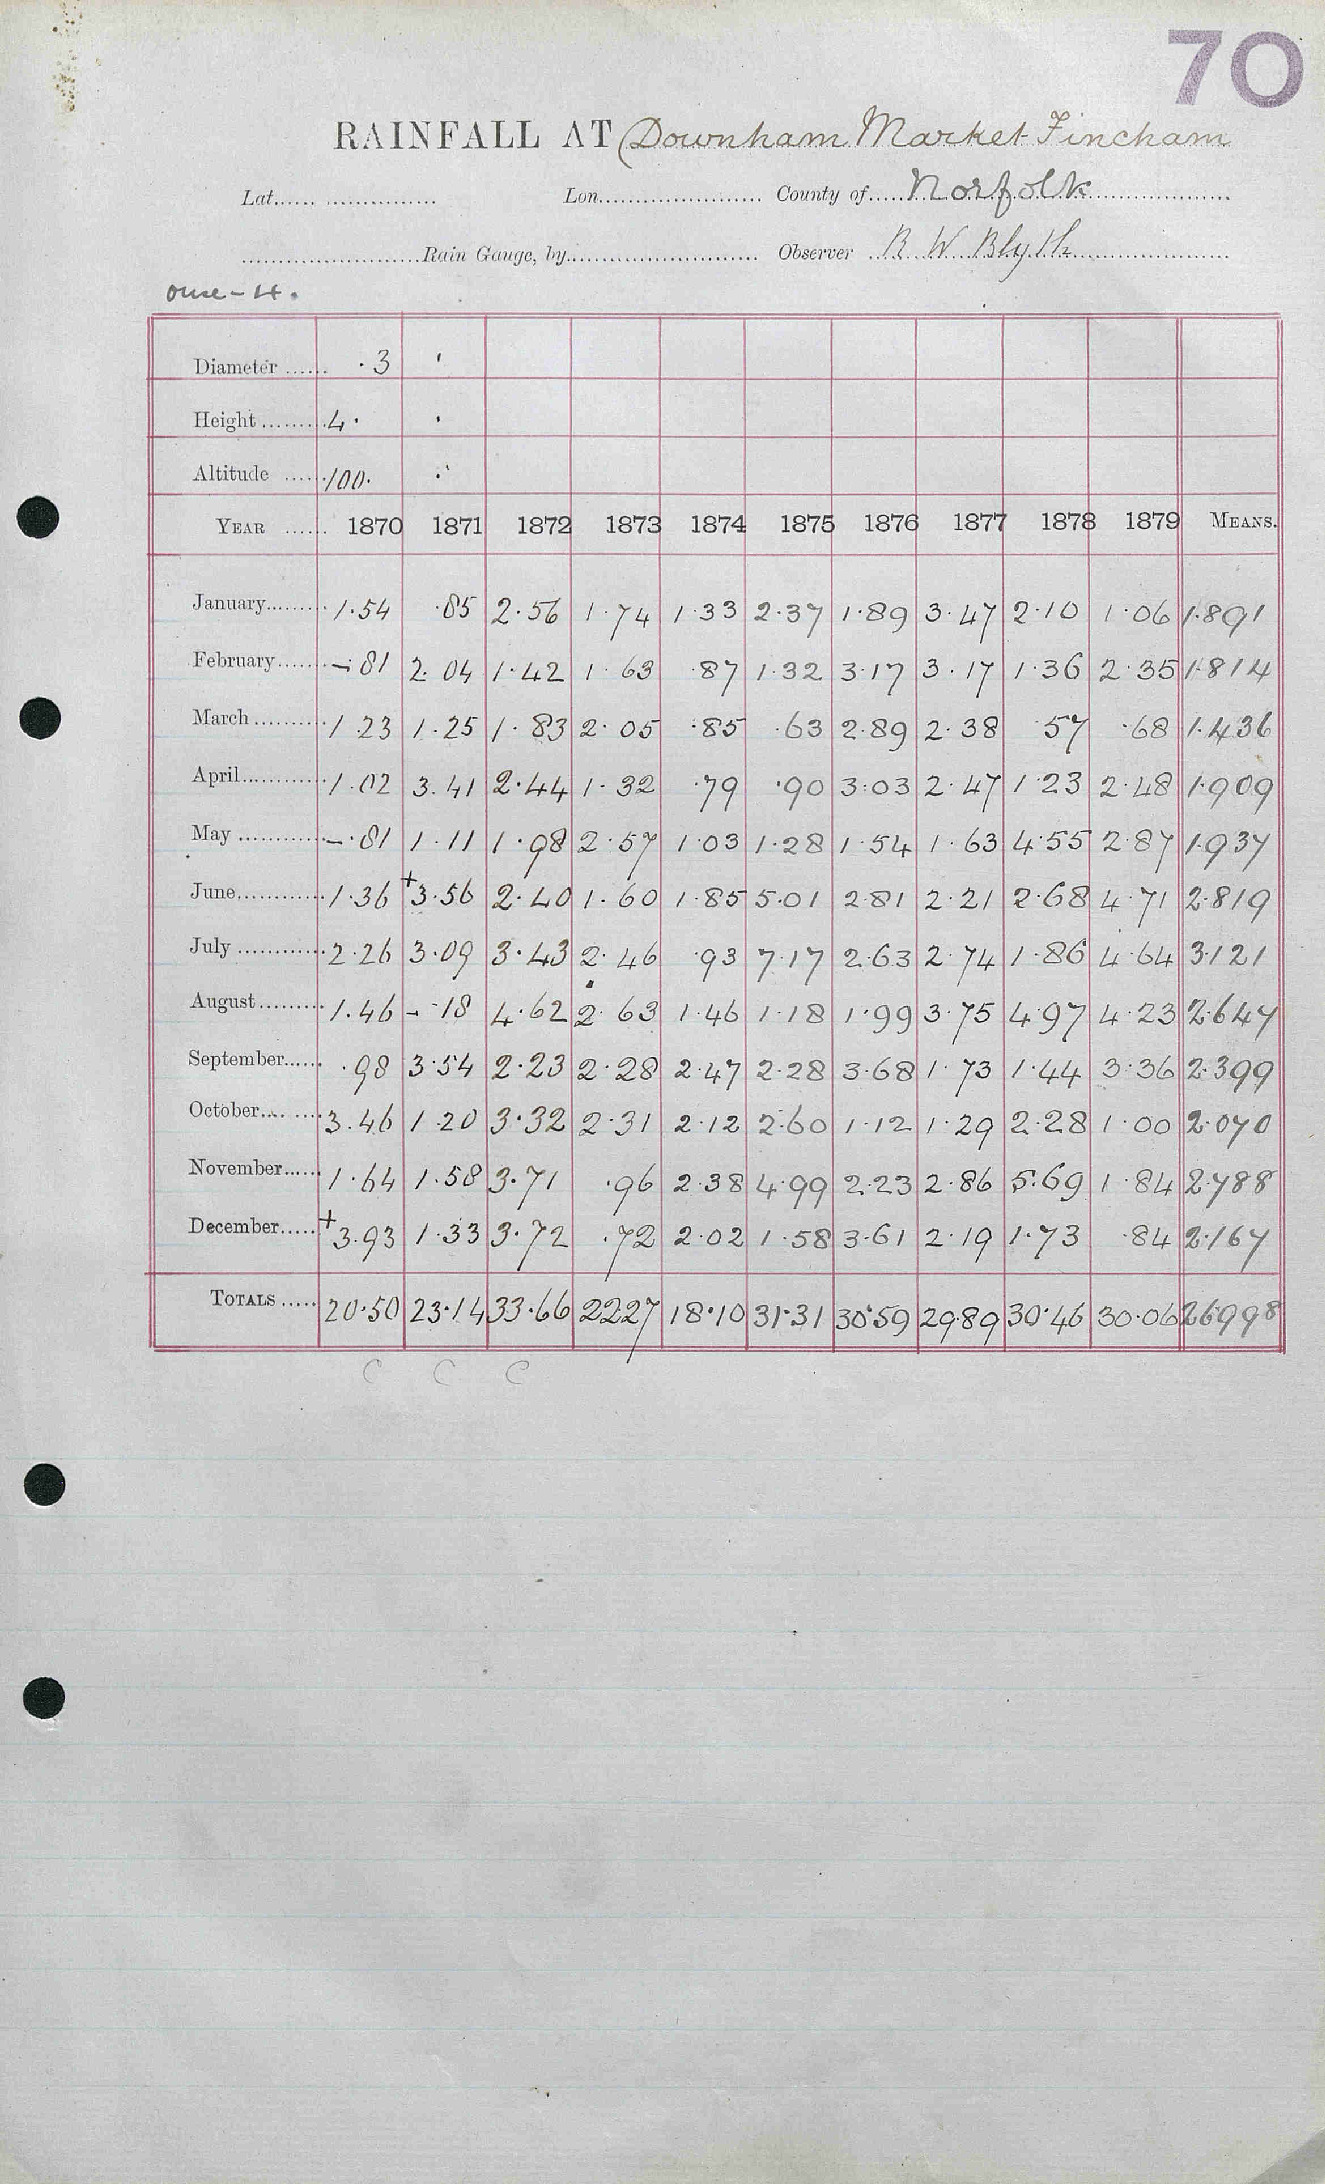 70
RAINFALL AT (Downham Market Fincham
Lat. Lon. County of Norfolk
Rain Gauge, by Observer R W Blyth
Ouse-4.
Diameter ·3 '
Height 4· ·
Altitude 100.
YEAR 1870 1871 1872 1873 1874 1875 1876 1877 1878 1879 MEANS.
January 1·54 ·85 2·56 1·74 1·33 2·37 1·89 3·47 2·10 1·06 1·891
February -·81 2·04 1·42 1·63 ·87 1·32 3·17 3·17 1·36 2·35 1·814
March 1·23 1·25 1·83 2·05 ·85 ·63 2·89 2·38 57 ·68 1·436
April 1·02 3·41 2·44 1·32 ·79 ·90 3·03 2·47 1·23 2·48 1·909
May -·81 1·11 1·98 2·57 1·03 1·28 1·54 1·63 4·55 2·87 1·937
June 1·36 +3·56 2·40 1·60 1·85 5·01 2·81 2·21 2·68 4·71 2·819
July 2·26 3·09 3·43 2·46 ·93 7·17 2·63 2·74 1·86 4·64 3·121
August 1·46 -·18 4·62 2·63 1·46 1·18 1·99 3·75 4·97 4·23 2·647
September ·98 3·54 2·23 2·28 2·47 2·28 3·68 1·73 1·44 3·36 2·399
October 3·46 1·20 3·32 2·31 2·12 2·60 1·12 1·29 2·28 1·00 2·070
November 1·64 1·58 3·71 ·96 2·38 4·99 2·23 2·86 5·69 1·84 2·788
December +3·93 1·33 3·72 ·72 2·02 1·58 3·61 2·19 1·73 ·84 2·167
TOTALS 20·50 23·14 33·66 2227 18·10 31·31 30·59 29·89 30·46 30·06 26998
C C C